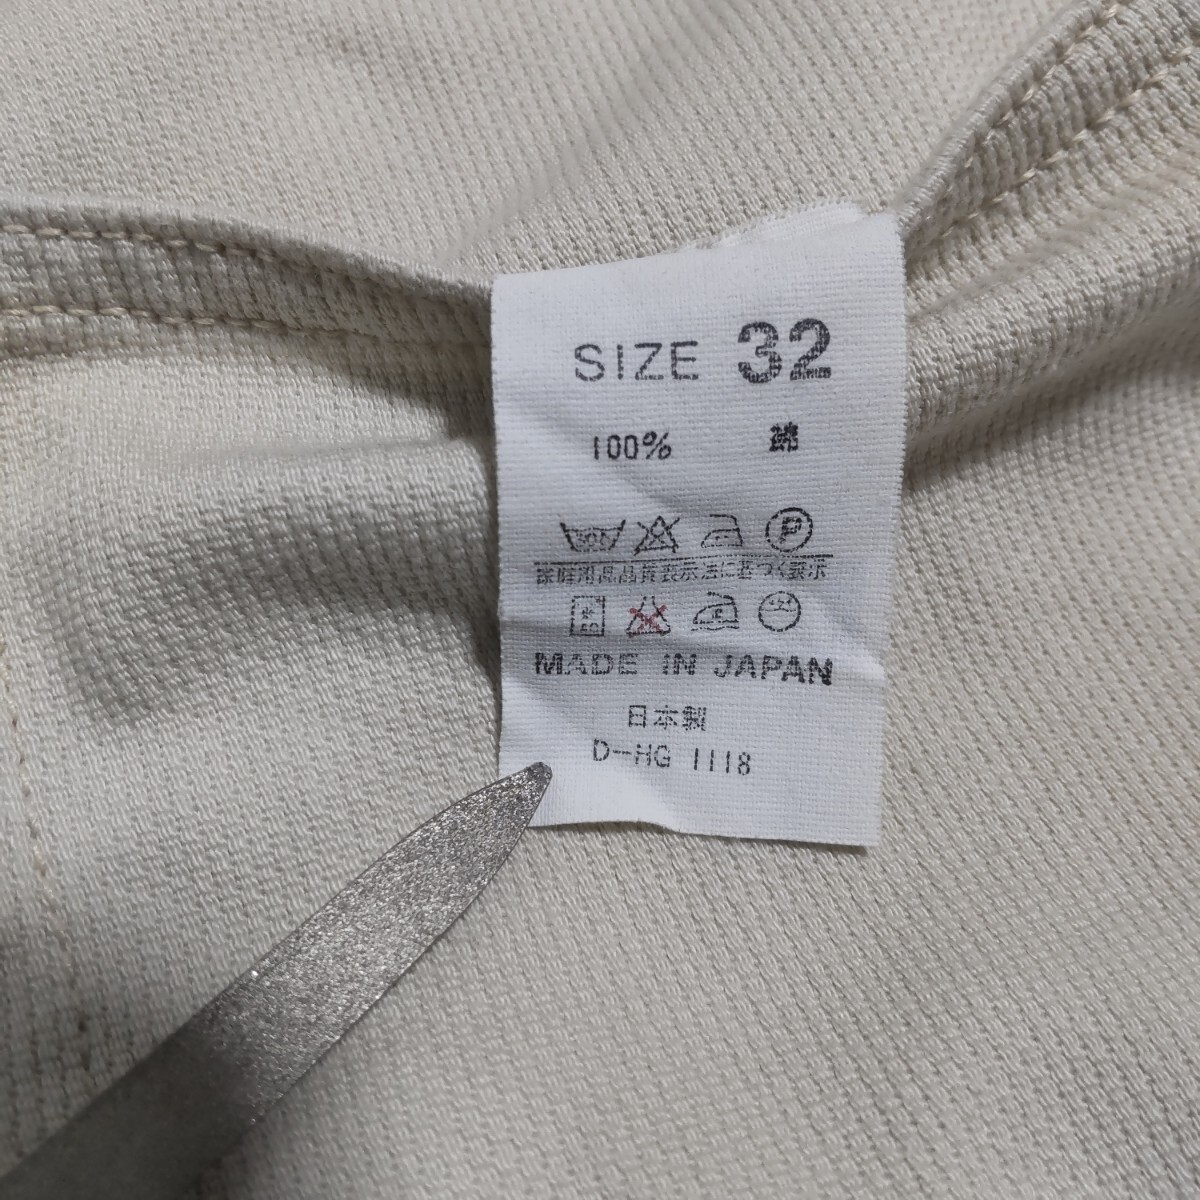 SIZE 32
100% 綿
P
家庭用品品質表示法に基づく表示
MADE IN JAPAN
日本製
D-HG 1118